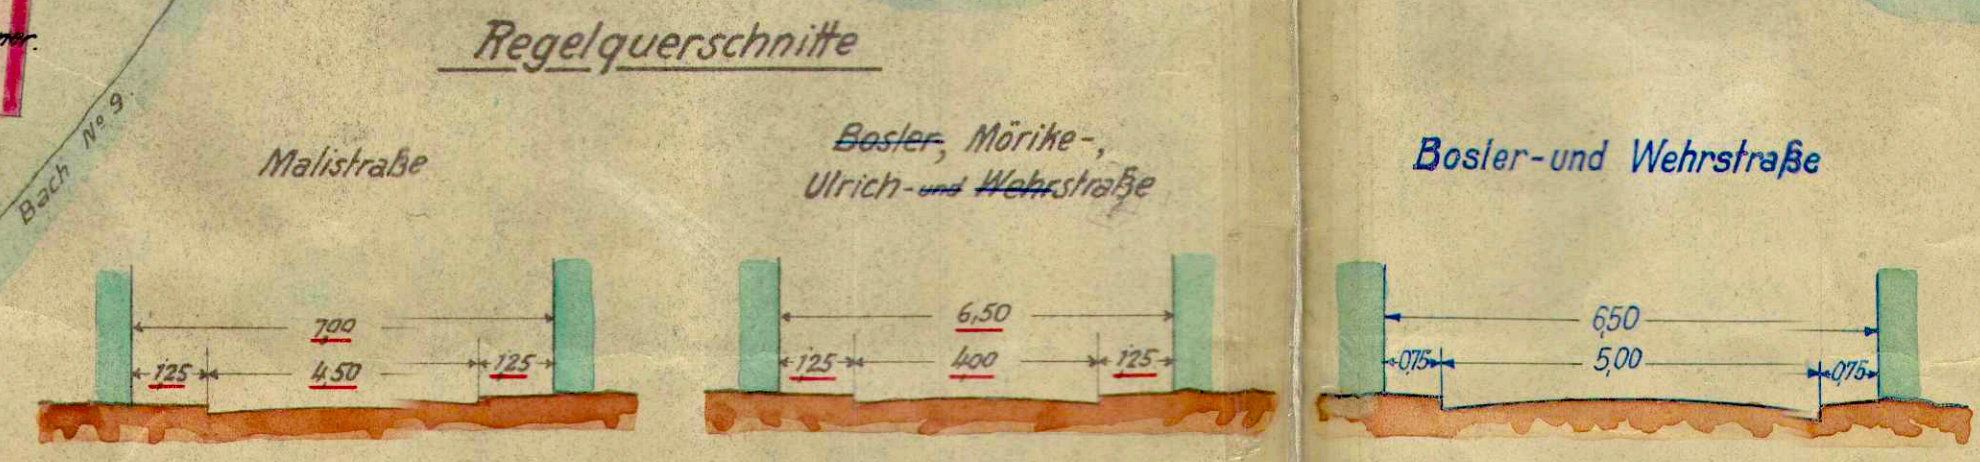 Regelquerschnitte
Bach Nº 9.
Malistraße
7,00
1,25 4,50 1,25
Bosler-, Mörike-,
Ulrich- und Wehrstraße
6,50
1,25 4,00 1,25
Bosler- und Wehrstraße
6,50
0,75 5,00 0,75